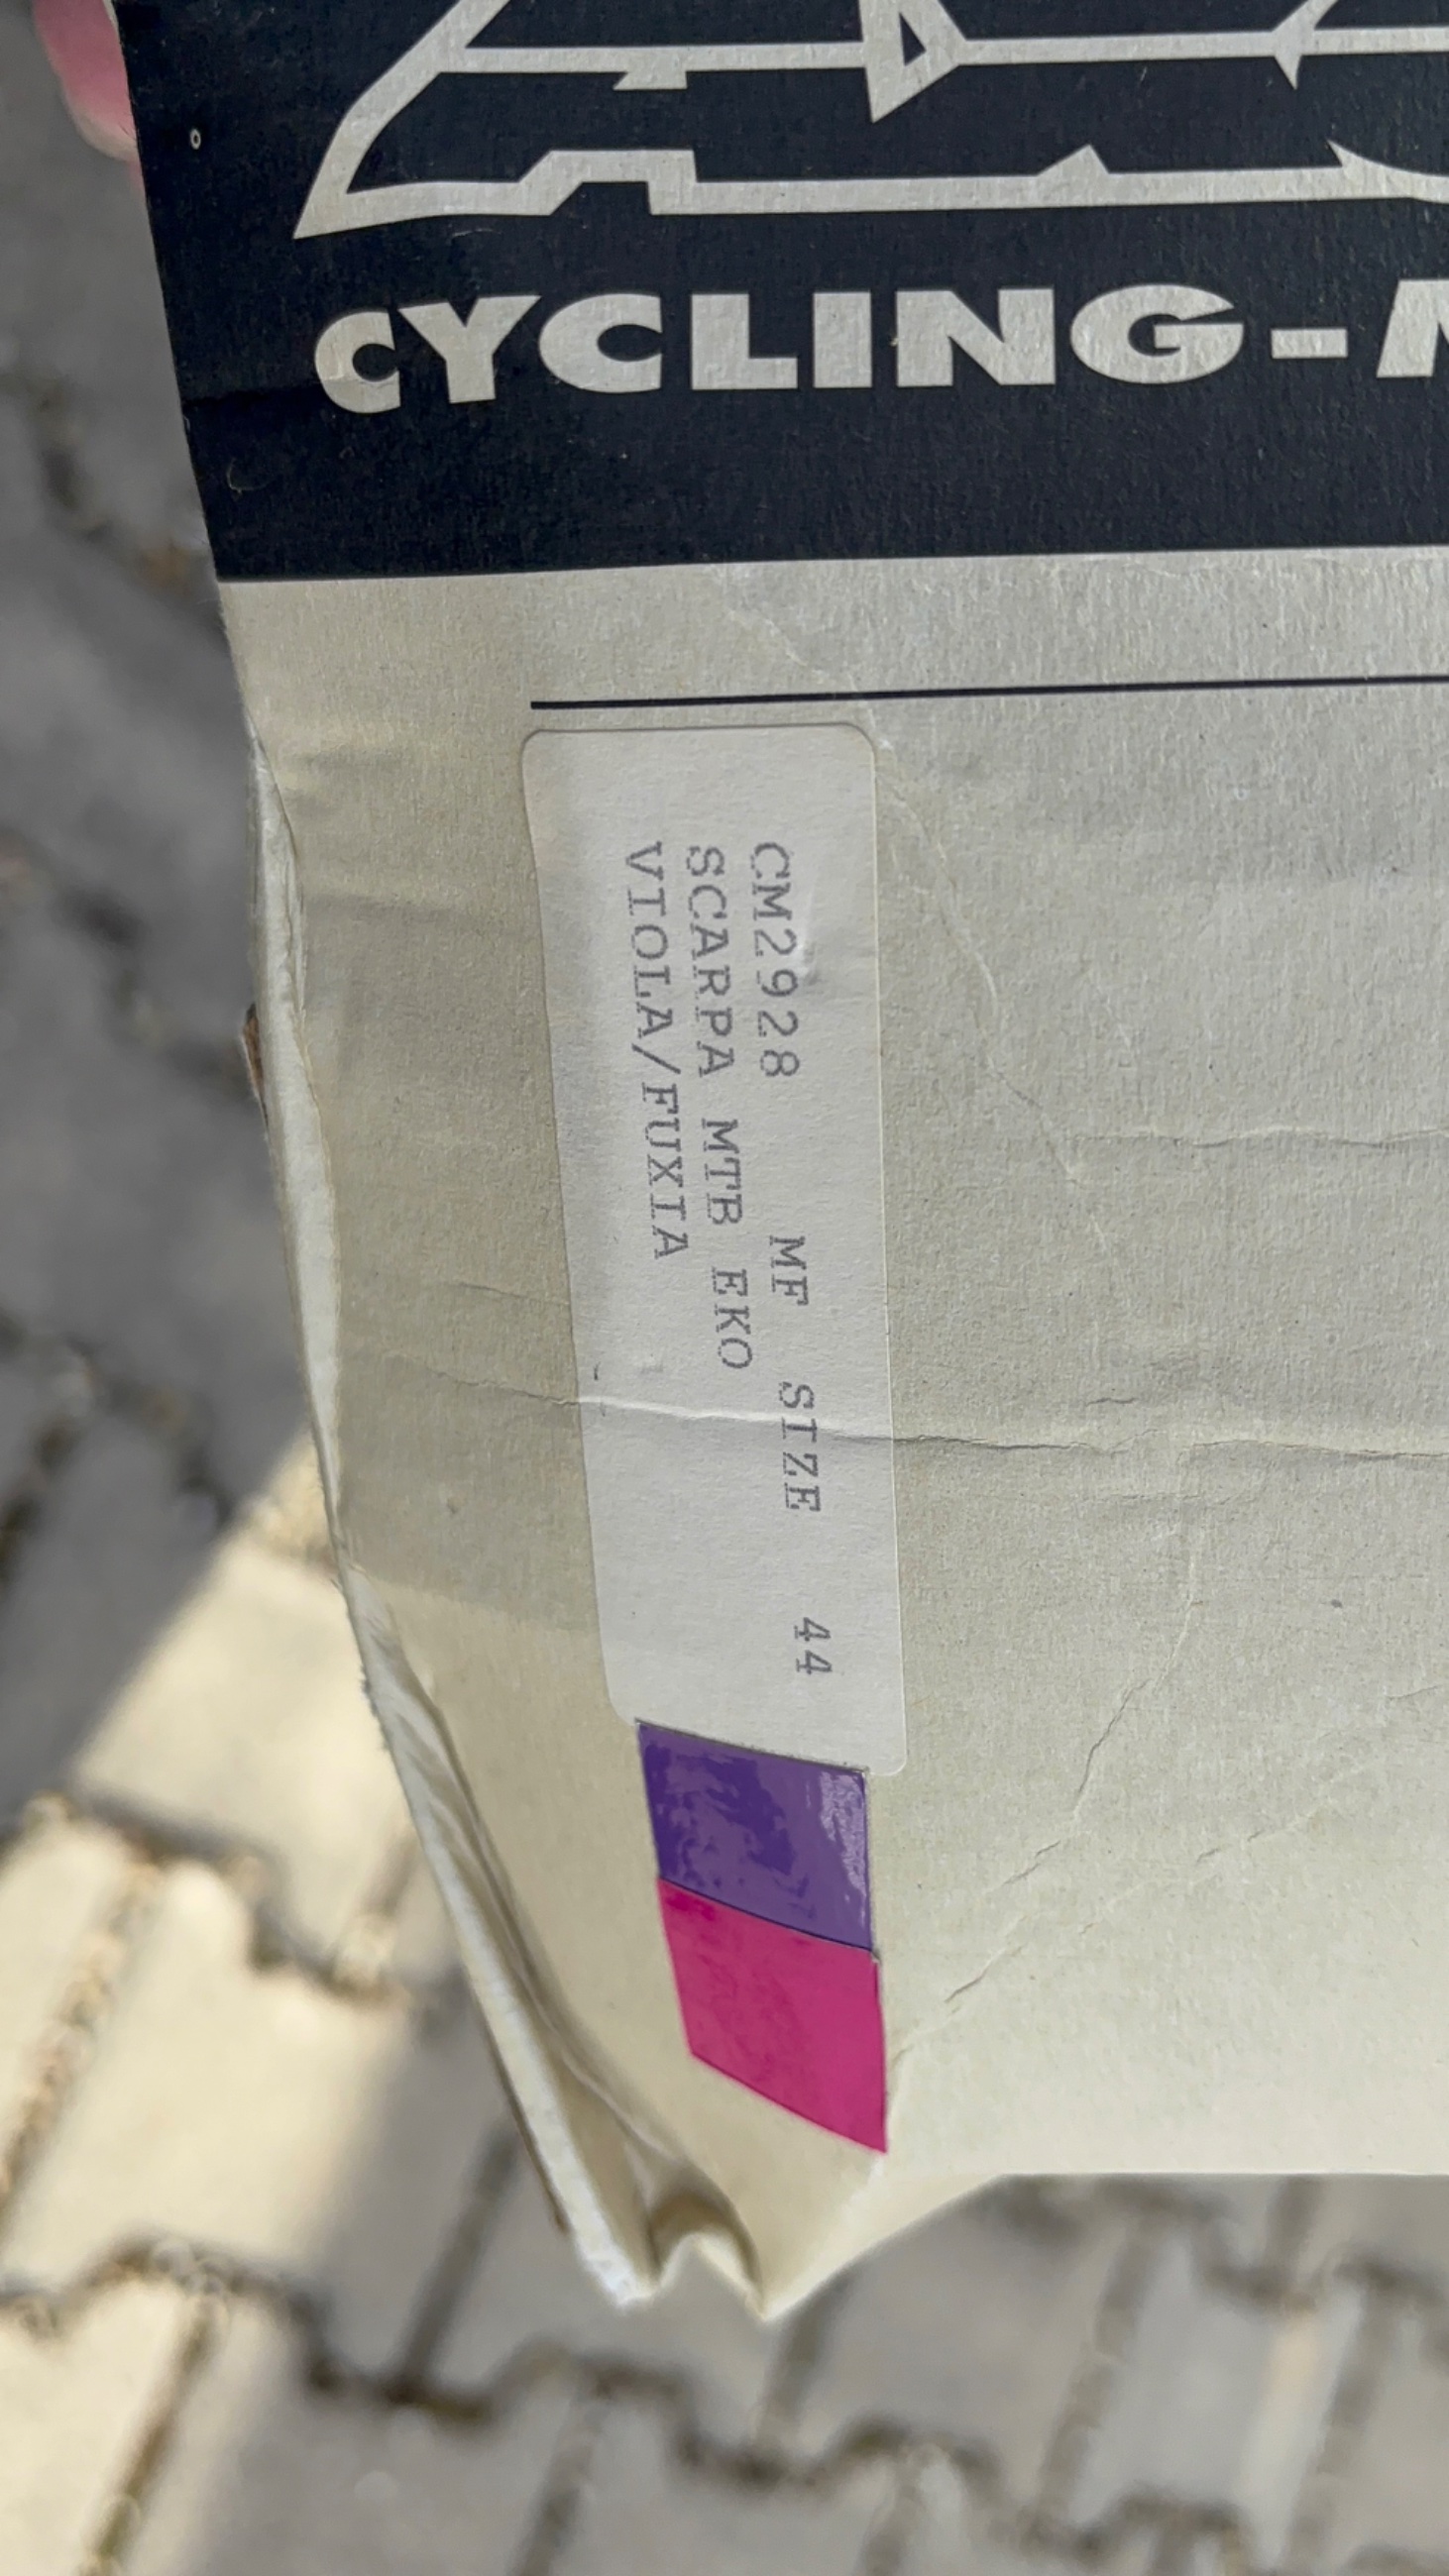 CYCLING-
CM2928 MF SIZE 44
SCARPA MTB EKO
VIOLA/FUXIA